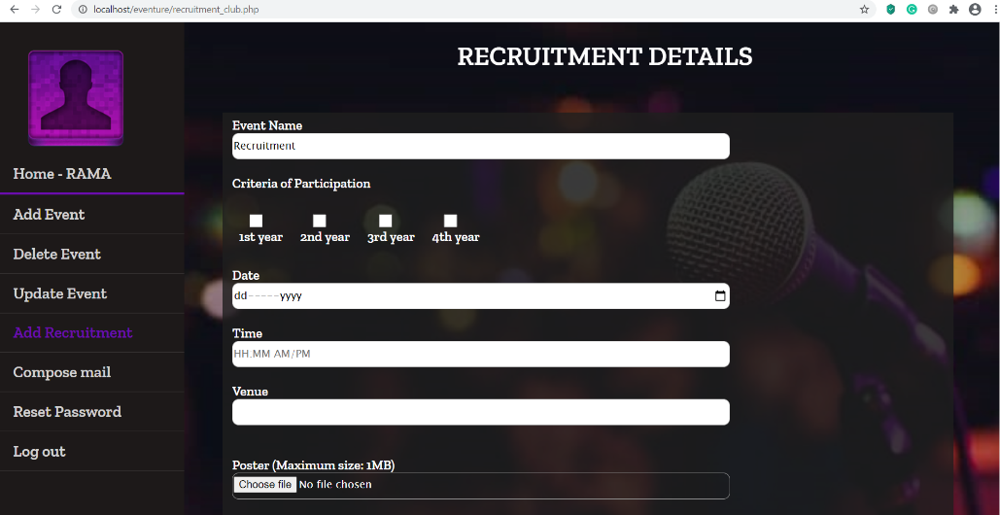 localhost/eventure/recruitment_club.php
RECRUITMENT DETAILS
Home - RAMA
Add Event
Delete Event
Update Event
Add Recruitment
Compose mail
Reset Password
Log out
Event Name
Recruitment
Criteria of Participation
1st year 2nd year 3rd year 4th year
Date
dd-----yyyy
Time
HH.MM AM/PM
Venue
Poster (Maximum size: 1MB)
Choose file No file chosen